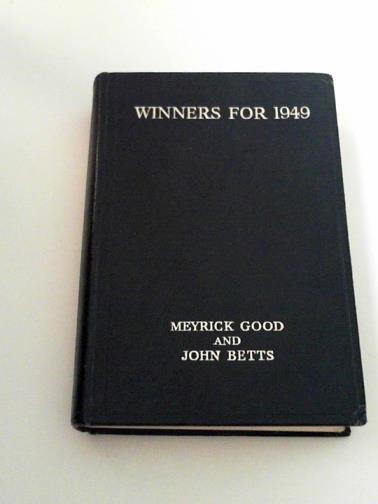 WINNERS FOR 1949
MEYRICK GOOD
AND
JOHN BETTS